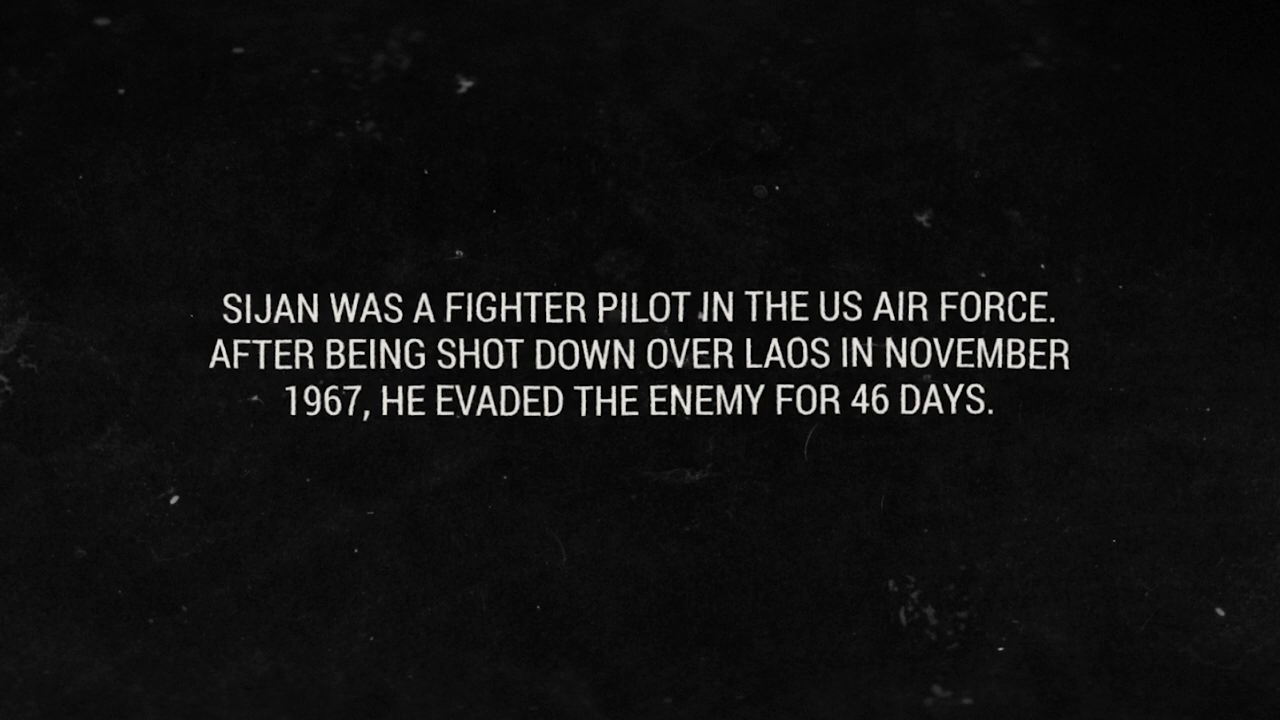 SIJAN WAS A FIGHTER PILOT IN THE US AIR FORCE.
AFTER BEING SHOT DOWN OVER LAOS IN NOVEMBER
1967, HE EVADED THE ENEMY FOR 46 DAYS.